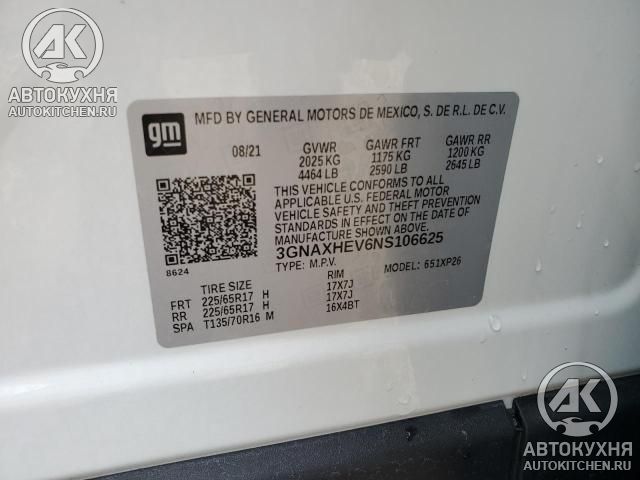 АК
АВТОКУХНЯ
AUTOKITCHEN.RU
gm
MFD BY GENERAL MOTORS DE MEXICO, S. DE R.L. DE C.V.
08/21 GVWR GAWR FRT GAWR RR
2025 KG 1175 KG 1200 KG
4464 LB 2590 LB 2645 LB
THIS VEHICLE CONFORMS TO ALL
APPLICABLE U.S. FEDERAL MOTOR
VEHICLE SAFETY AND THEFT PREVENTION
STANDARDS IN EFFECT ON THE DATE OF
MANUFACTURE SHOWN ABOVE.
3GNAXHEV6NS106625
8624 TYPE: M.P.V. MODEL: 651XP26
TIRE SIZE RIM
FRT 225/65R17 H 17X7J
RR 225/65R17 H 17X7J
SPA T135/70R16 M 16X4BT
АК
АВТОКУХНЯ
AUTOKITCHEN.RU